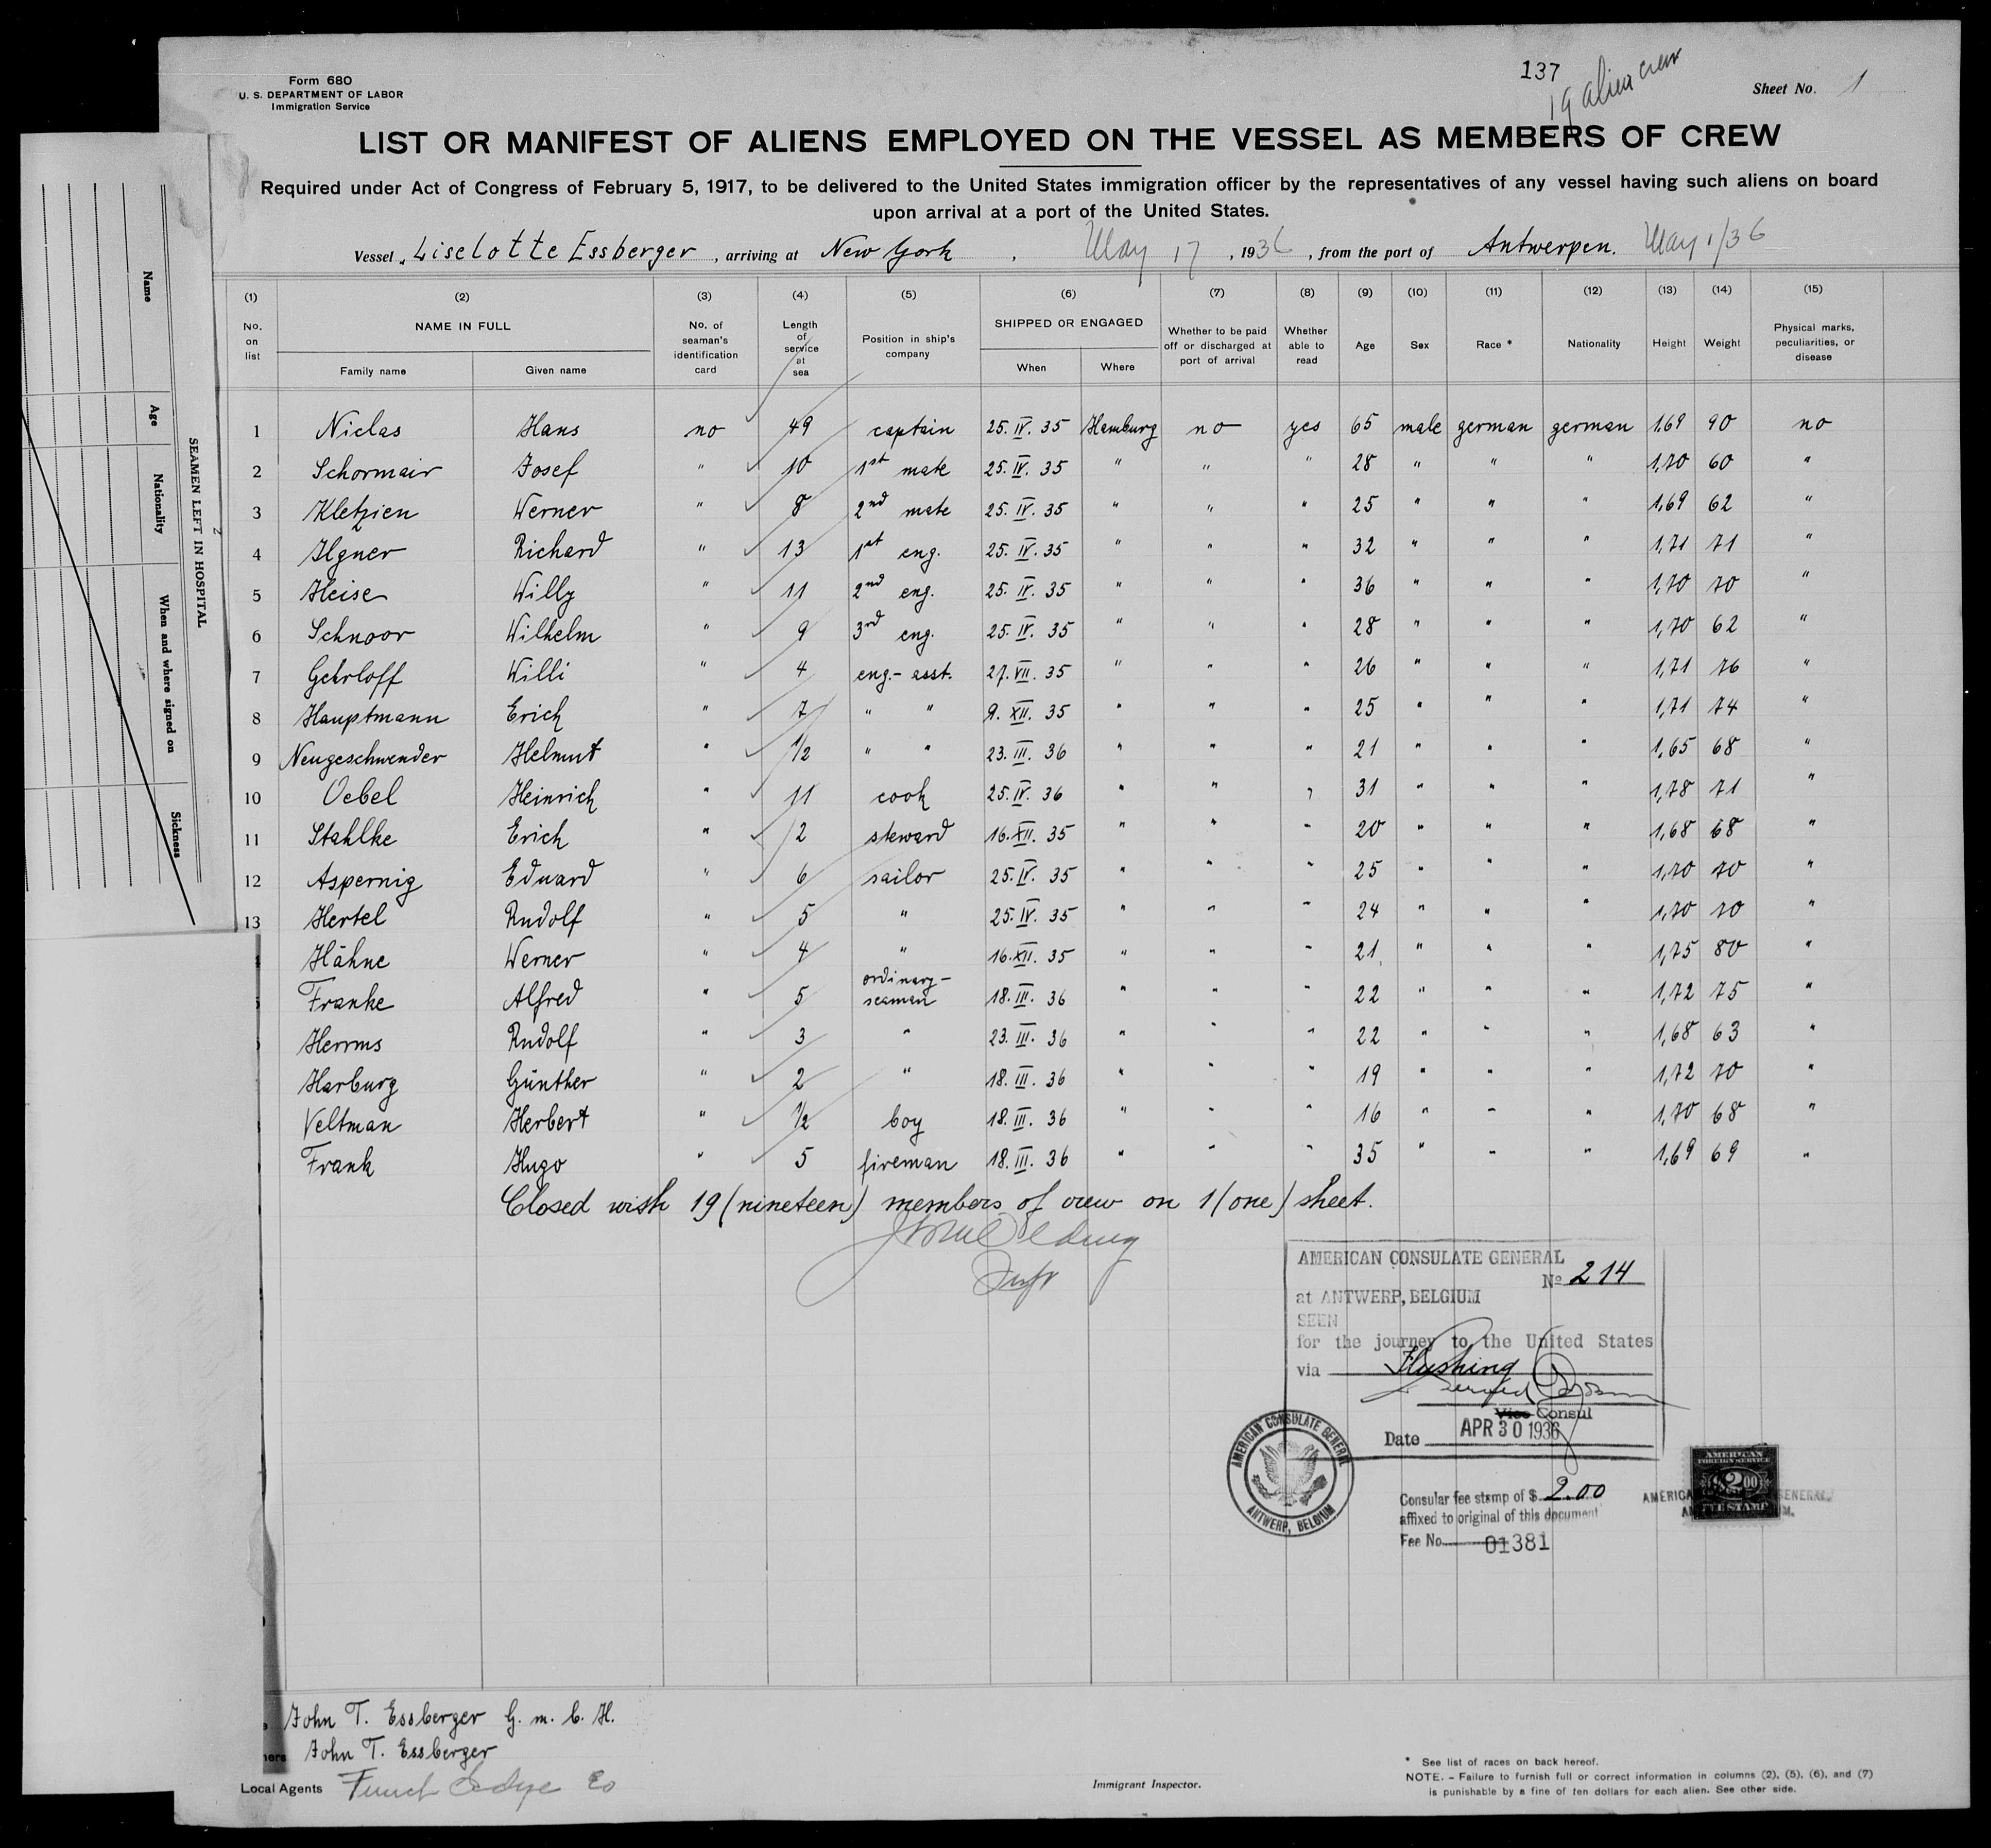 Form 680
U. S. DEPARTMENT OF LABOR
Immigration Service
137
19 alien crew
Sheet No. 1
LIST OR MANIFEST OF ALIENS EMPLOYED ON THE VESSEL AS MEMBERS OF CREW
Required under Act of Congress of February 5, 1917, to be delivered to the United States immigration officer by the representatives of any vessel having such aliens on board
upon arrival at a port of the United States.
Vessel „Liselotte Essberger , arriving at New York , May 17 , 1936 , from the port of Antwerpen. May 1/36
(1) (2) (3) (4) (5) (6) (7) (8) (9) (10) (11) (12) (13) (14) (15)
No. on list
NAME IN FULL
Family name Given name
No. of seaman's identification card
Length of service at sea
Position in ship's company
SHIPPED OR ENGAGED
When Where
Whether to be paid off or discharged at port of arrival
Whether able to read
Age
Sex
Race *
Nationality
Height
Weight
Physical marks, peculiarities, or disease
1 Niclas Hans no 49 captain 25. IV. 35 Hamburg no yes 65 male german german 1.69 90 no
2 Schormair Josef " 10 1st mate 25. IV. 35 " " " 28 " " " 1,70 60 "
3 Kletzien Werner " 8 2nd mate 25. IV. 35 " " " 25 " " " 1,69 62 "
4 Ilgner Richard " 13 1st eng. 25. IV. 35 " " " 32 " " " 1,71 71 "
5 Heise Willy " 11 2nd eng. 25. IV. 35 " " " 36 " " " 1,70 70 "
6 Schnoor Wilhelm " 9 3rd eng. 25. IV. 35 " " " 28 " " " 1,70 62 "
7 Gehrloff Willi " 4 eng.- asst. 27. VII. 35 " " " 26 " " " 1,71 76 "
8 Hauptmann Erich " 7 " " 9. XII. 35 " " " 25 " " " 1,71 74 "
9 Neugeschwender Helmut " 1/2 " " 23. III. 36 " " " 21 " " " 1,65 68 "
10 Oebel Heinrich " 11 cook 25. IV. 36 " " " 31 " " " 1,78 71 "
11 Stahlke Erich " 2 steward 16. XII. 35 " " " 20 " " " 1,68 68 "
12 Aspernig Eduard " 6 sailor 25. IV. 35 " " " 25 " " " 1,70 70 "
13 Hertel Rudolf " 5 " 25. IV. 35 " " " 24 " " " 1,70 70 "
Hähne Werner " 4 " 16. XII. 35 " " " 21 " " " 1,75 80 "
Franke Alfred " 5 ordinary-seaman 18. III. 36 " " " 22 " " " 1,72 75 "
Herrms Rudolf " 3 " 23. III. 36 " " " 22 " " " 1,68 63 "
Harburg Günther " 2 " 18. III. 36 " " " 19 " " " 1,72 70 "
Veltman Herbert " 1/2 boy 18. III. 36 " " " 16 " " " 1,70 68 "
Frank Hugo " 5 fireman 18. III. 36 " " " 35 " " " 1,69 69 "
Closed with 19 (nineteen) members of crew on 1 (one) sheet.
AMERICAN CONSULATE GENERAL
No 214
at ANTWERP, BELGIUM
SEEN
for the journey to the United States
via Flushing
Vice Consul
Date APR 30 1936
AMERICAN CONSULATE GENERAL
ANTWERP, BELGIUM
Consular fee stamp of $ 2.00
affixed to original of this document
Fee No. 01381
AMERICAN
FOREIGN SERVICE
$2.00
FEE STAMP
John T. Essberger G. m. b. H.
John T. Essberger
Local Agents Funch Edye Co
Immigrant Inspector.
* See list of races on back hereof.
NOTE. – Failure to furnish full or correct information in columns (2), (5), (6), and (7)
is punishable by a fine of ten dollars for each alien. See other side.
SEAMEN LEFT IN HOSPITAL
Name
Age
Nationality
When and where signed on
Sickness